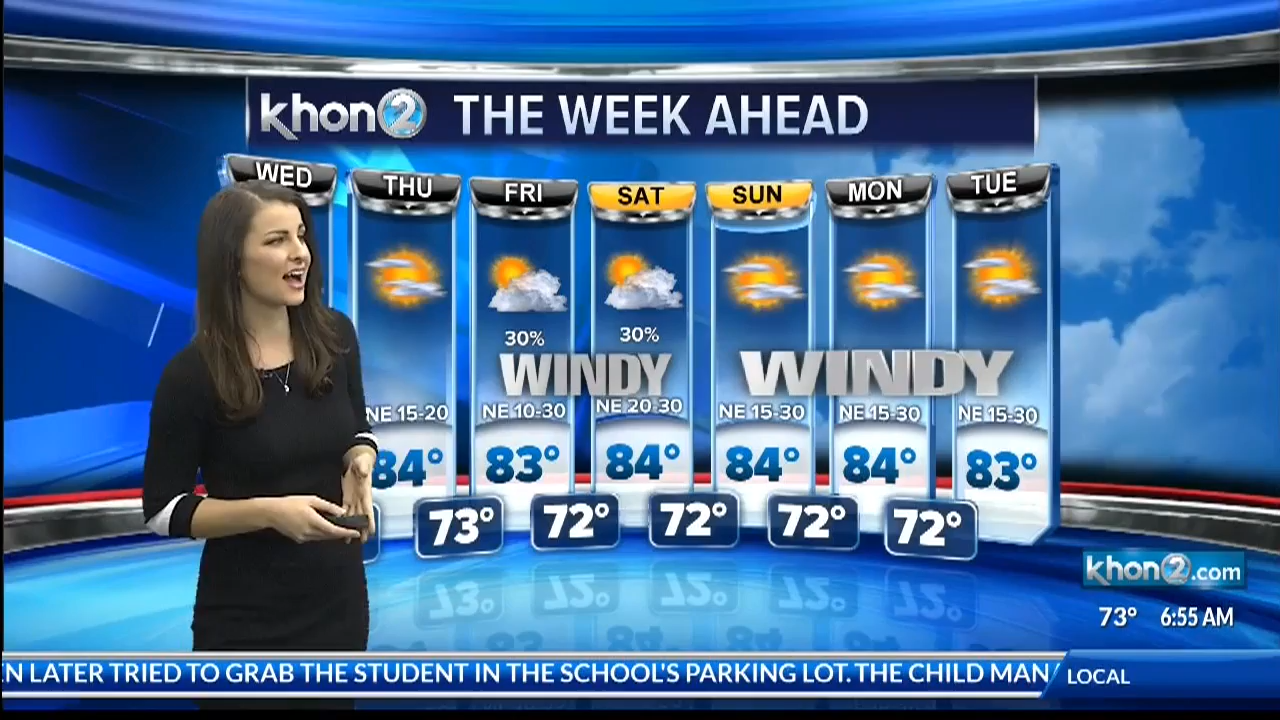 khon2 THE WEEK AHEAD
WED THU FRI SAT SUN MON TUE
30% 30%
WINDY WINDY
NE 15-20 NE 10-30 NE 20-30 NE 15-30 NE 15-30 NE 15-30
84° 83° 84° 84° 84° 83°
73° 72° 72° 72° 72°
khon2.com
73° 6:55 AM
EN LATER TRIED TO GRAB THE STUDENT IN THE SCHOOL'S PARKING LOT. THE CHILD MAN
LOCAL